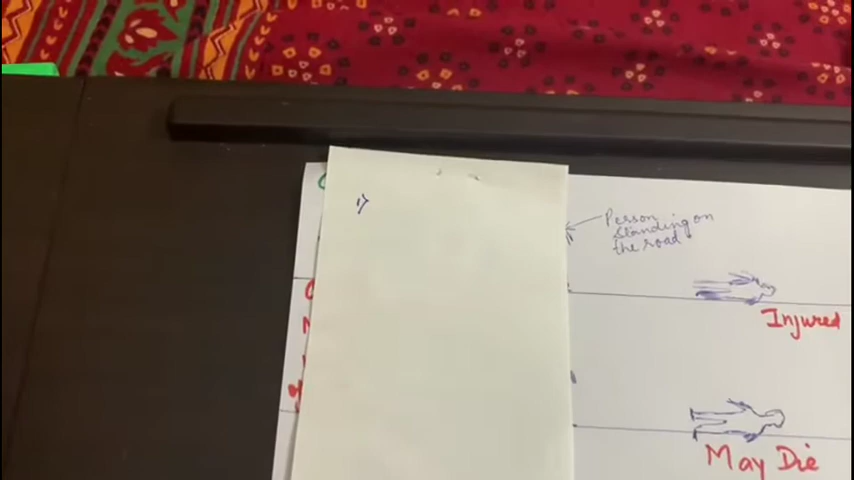 1)
Person
standing on
the road
Injured
May Die